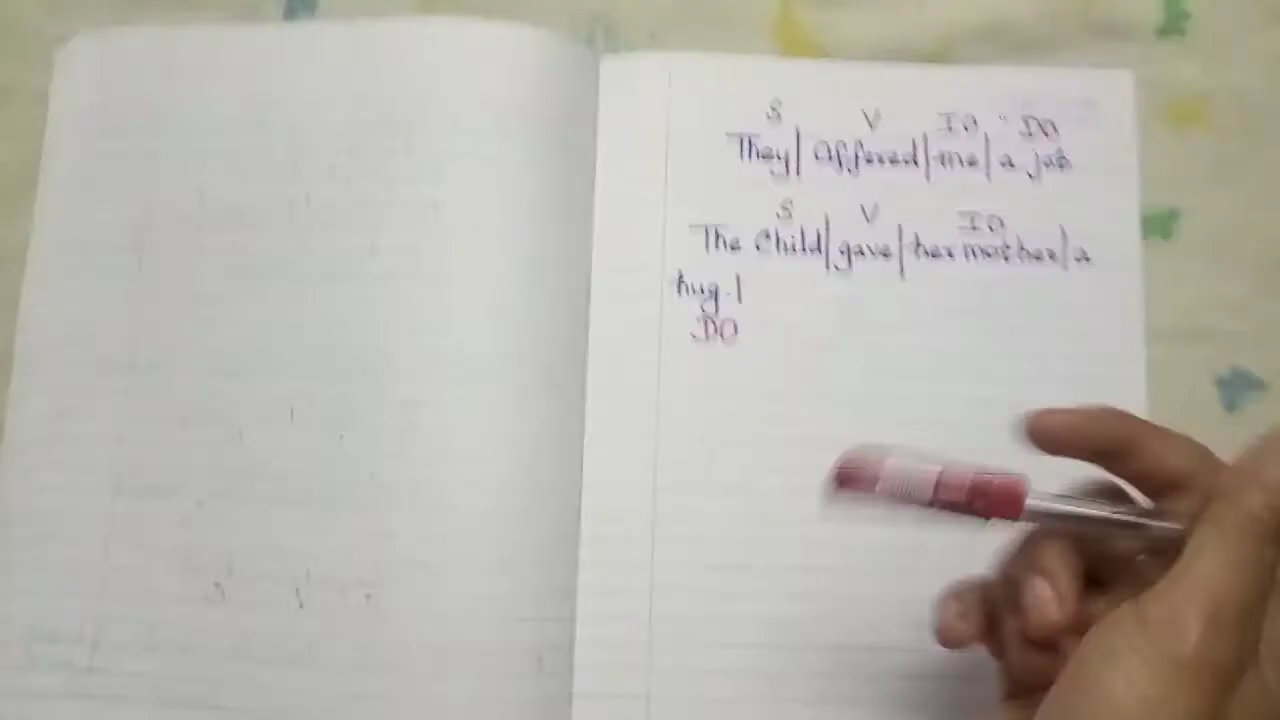 S V IO DO
They| Offered|me|a job
S V IO
The child|gave|her mother|a
hug.|
DO